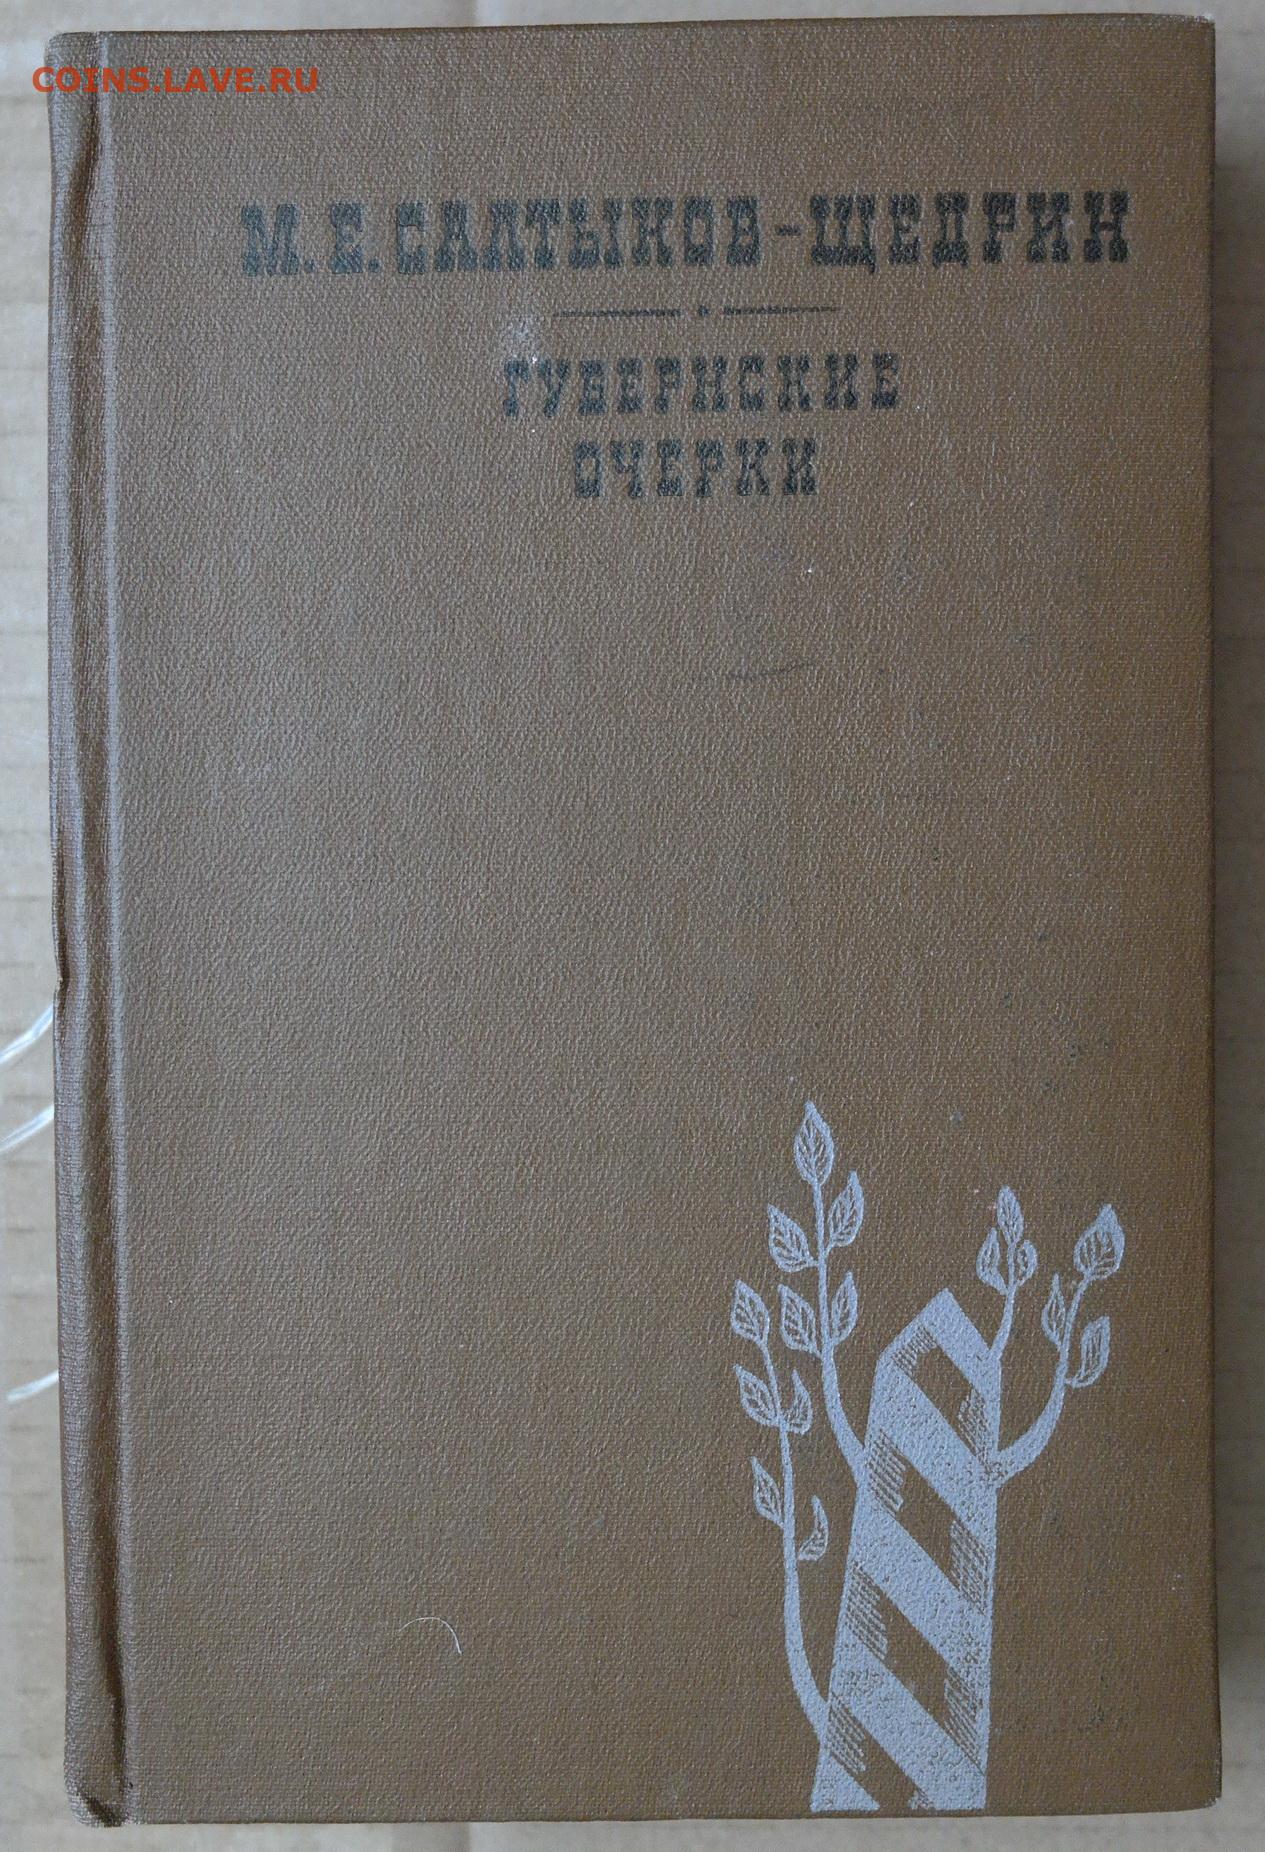 COINS.LAVE.RU
М. Е. САЛТЫКОВ-ЩЕДРИН
ГУБЕРНСКИЕ
ОЧЕРКИ